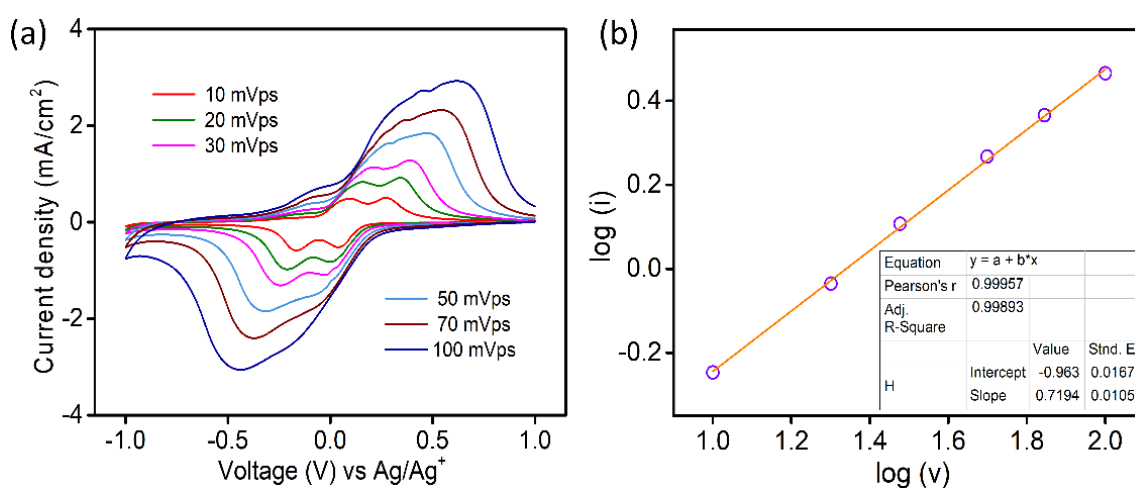 (a)
Current density (mA/cm²)
4
2
0
-2
-4
10 mVps
20 mVps
30 mVps
50 mVps
70 mVps
100 mVps
-1.0 -0.5 0.0 0.5 1.0
Voltage (V) vs Ag/Ag⁺
(b)
log (i)
0.4
0.2
0.0
-0.2
Equation y = a + b*x
Pearson's r 0.99957
Adj. 0.99893
R-Square
Value Stnd. E
Intercept -0.963 0.0167
H
Slope 0.7194 0.0105
1.0 1.2 1.4 1.6 1.8 2.0
log (v)